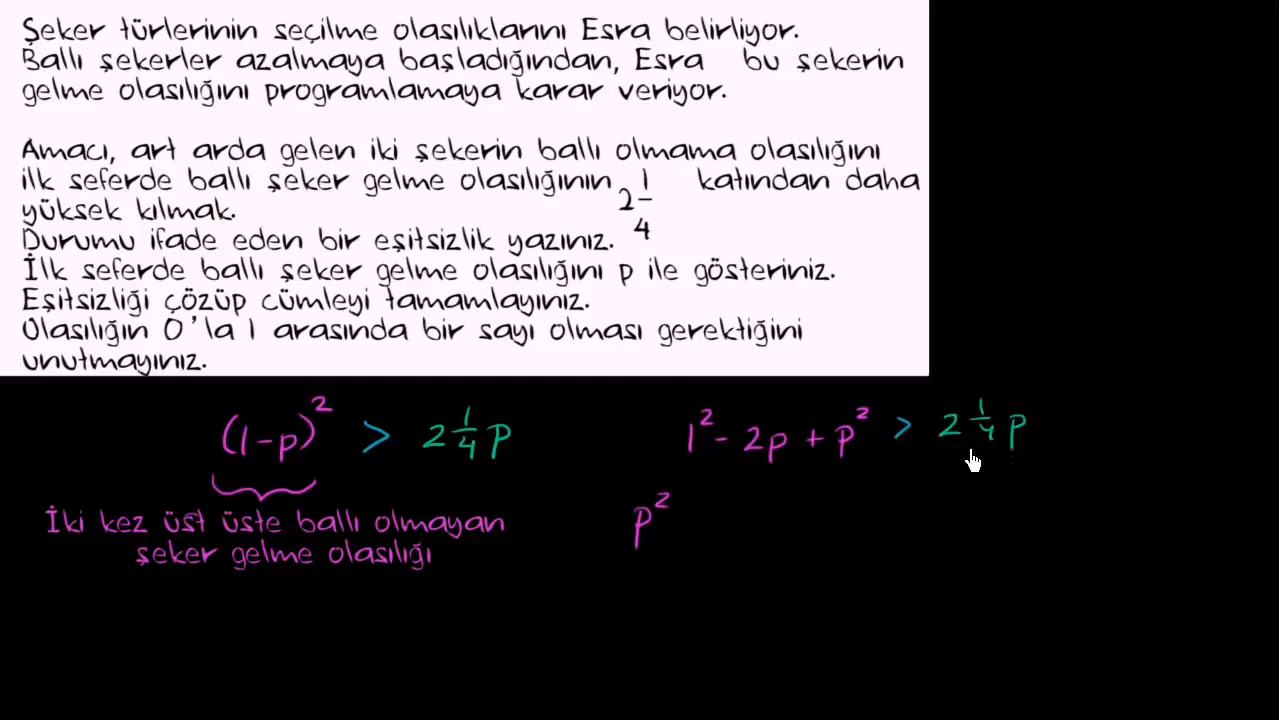 Şeker türlerinin seçilme olasılıklarını Esra belirliyor.
Ballı şekerler azalmaya başladığından, Esra bu şekerin
gelme olasılığını programlamaya karar veriyor.
Amacı, art arda gelen iki şekerin ballı olmama olasılığını
ilk seferde ballı şeker gelme olasılığının 2 1/4 katından daha
yüksek kılmak.
Durumu ifade eden bir eşitsizlik yazınız.
İlk seferde ballı şeker gelme olasılığını p ile gösteriniz.
Eşitsizliği çözüp cümleyi tamamlayınız.
Olasılığın 0'la 1 arasında bir sayı olması gerektiğini
unutmayınız.
(1-p)² > 2 1/4 p
1² - 2p + p² > 2 1/4 p
İki kez üst üste ballı olmayan
şeker gelme olasılığı
p²